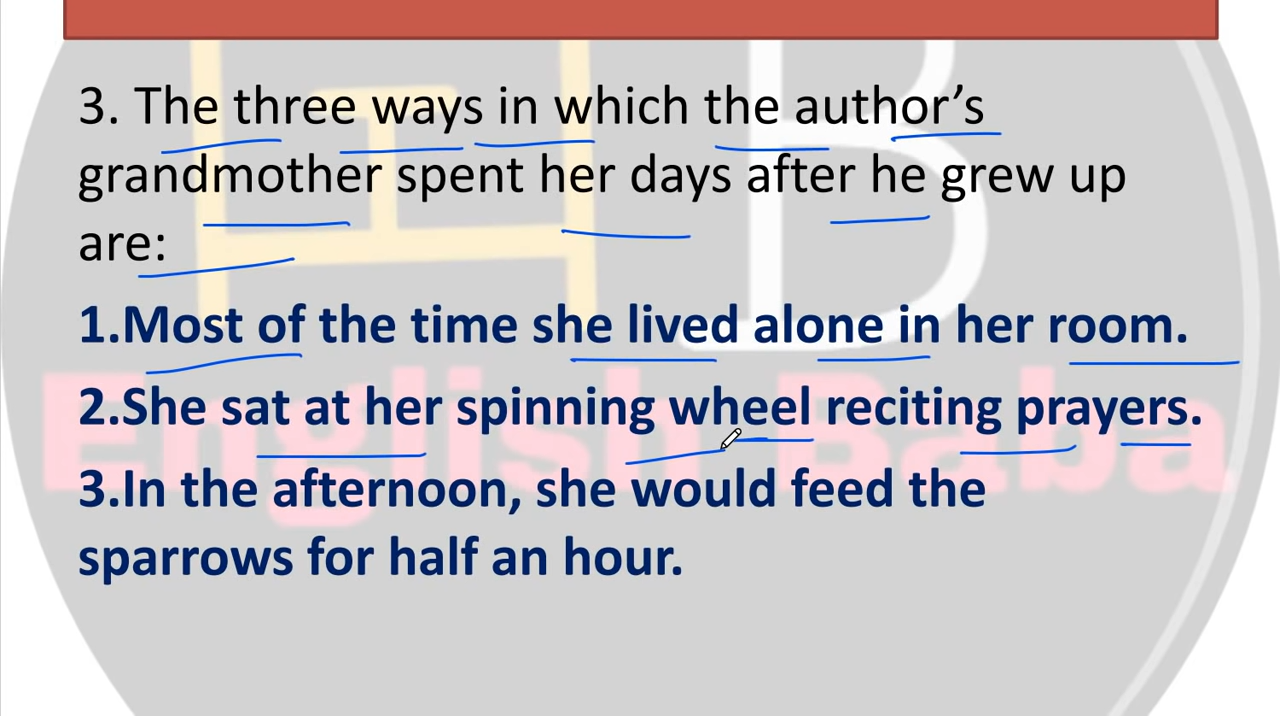 3. The three ways in which the author’s
grandmother spent her days after he grew up
are:
1.Most of the time she lived alone in her room.
2.She sat at her spinning wheel reciting prayers.
3.In the afternoon, she would feed the
sparrows for half an hour.
English Baba